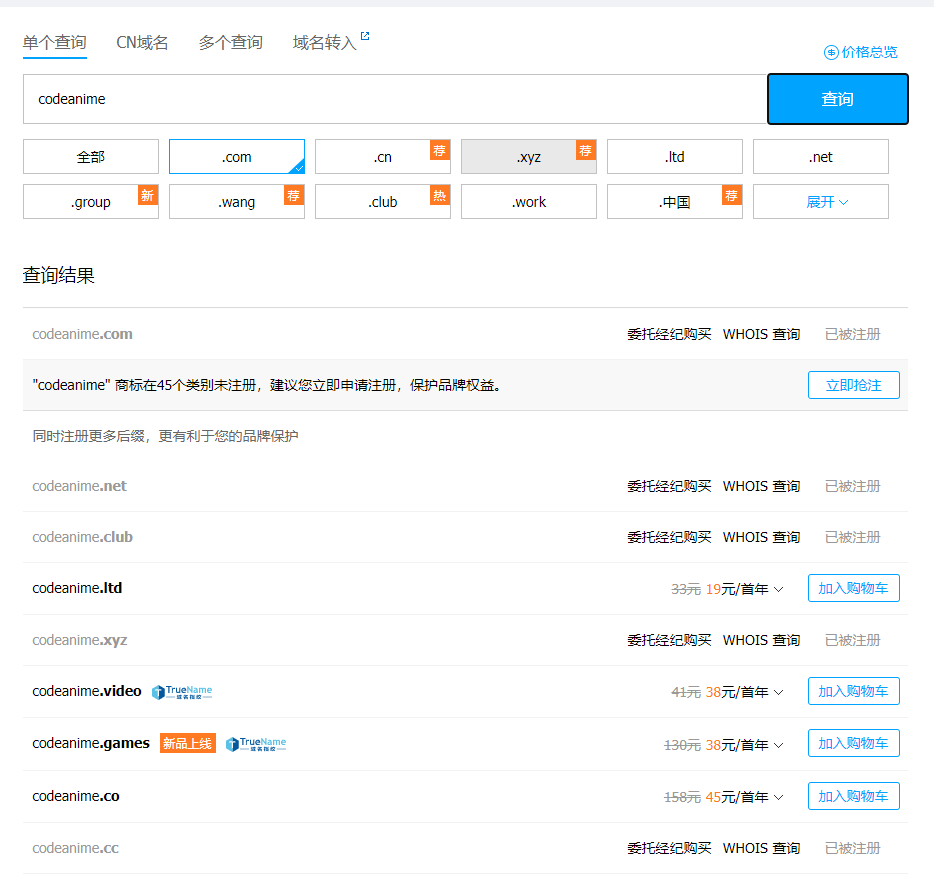 单个查询 CN域名 多个查询 域名转入
价格总览
codeanime 查询
全部 .com .cn 荐 .xyz 荐 .ltd .net
.group 新 .wang 荐 .club 热 .work .中国 荐 展开
查询结果
codeanime.com 委托经纪购买 WHOIS 查询 已被注册
"codeanime" 商标在45个类别未注册，建议您立即申请注册，保护品牌权益。 立即抢注
同时注册更多后缀，更有利于您的品牌保护
codeanime.net 委托经纪购买 WHOIS 查询 已被注册
codeanime.club 委托经纪购买 WHOIS 查询 已被注册
codeanime.ltd 33元 19元/首年 加入购物车
codeanime.xyz 委托经纪购买 WHOIS 查询 已被注册
codeanime.video TrueName 域名指纹 41元 38元/首年 加入购物车
codeanime.games 新品上线 TrueName 域名指纹 130元 38元/首年 加入购物车
codeanime.co 158元 45元/首年 加入购物车
codeanime.cc 委托经纪购买 WHOIS 查询 已被注册